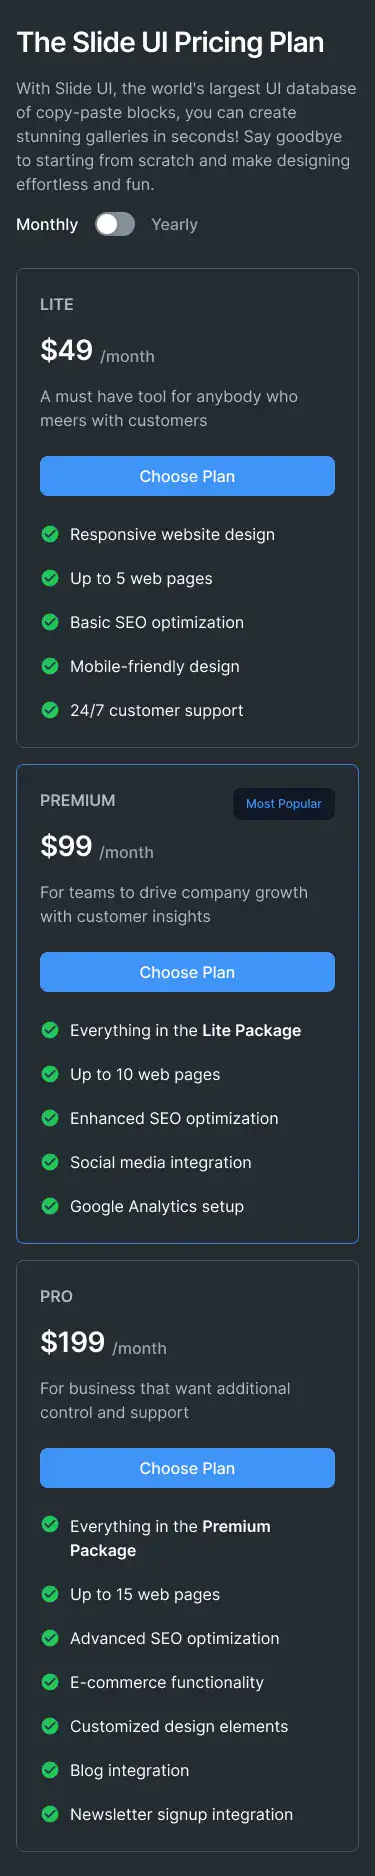 The Slide UI Pricing Plan
With Slide UI, the world's largest UI database
of copy-paste blocks, you can create
stunning galleries in seconds! Say goodbye
to starting from scratch and make designing
effortless and fun.
Monthly Yearly
LITE
$49 /month
A must have tool for anybody who
meers with customers
Choose Plan
Responsive website design
Up to 5 web pages
Basic SEO optimization
Mobile-friendly design
24/7 customer support
PREMIUM
Most Popular
$99 /month
For teams to drive company growth
with customer insights
Choose Plan
Everything in the Lite Package
Up to 10 web pages
Enhanced SEO optimization
Social media integration
Google Analytics setup
PRO
$199 /month
For business that want additional
control and support
Choose Plan
Everything in the Premium
Package
Up to 15 web pages
Advanced SEO optimization
E-commerce functionality
Customized design elements
Blog integration
Newsletter signup integration